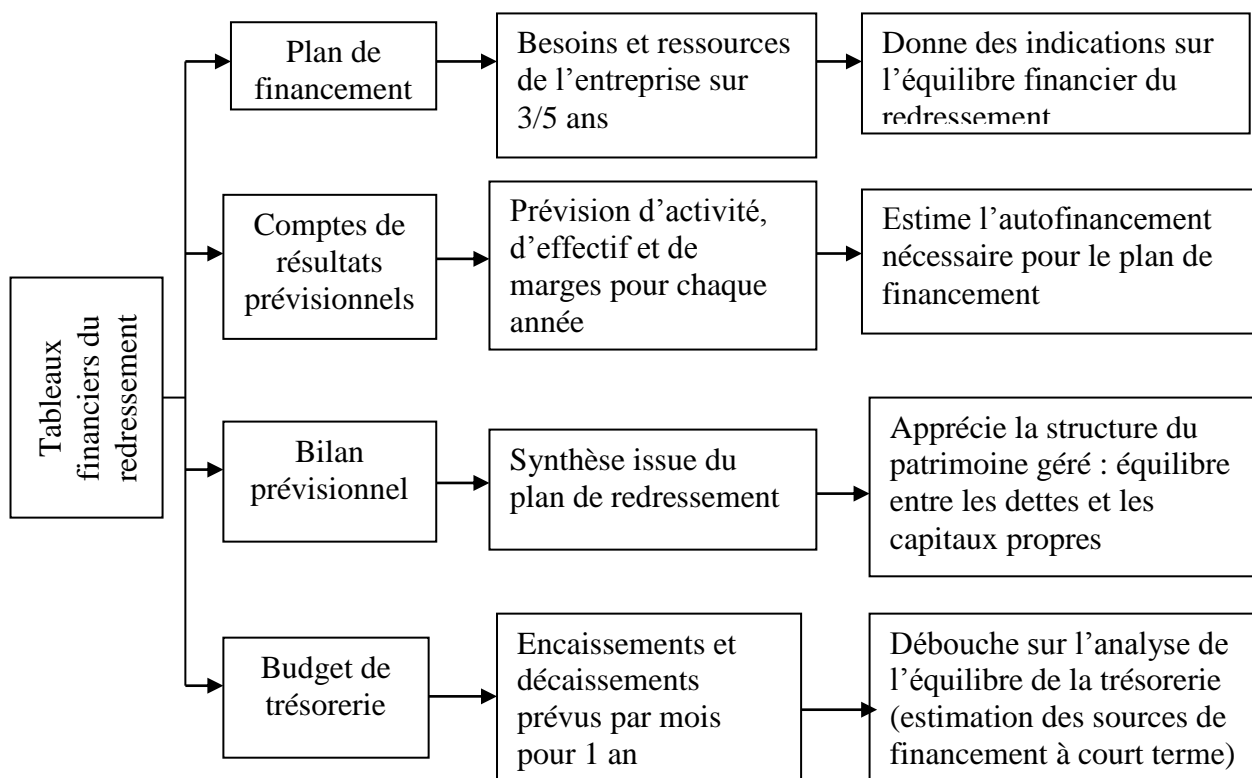 Tableaux
financiers du
redressement
Plan de
financement
Besoins et ressources
de l’entreprise sur
3/5 ans
Donne des indications sur
l’équilibre financier du
redressement
Comptes de
résultats
prévisionnels
Prévision d’activité,
d’effectif et de
marges pour chaque
année
Estime l’autofinancement
nécessaire pour le plan de
financement
Bilan
prévisionnel
Synthèse issue du
plan de redressement
Apprécie la structure du
patrimoine géré : équilibre
entre les dettes et les
capitaux propres
Budget de
trésorerie
Encaissements et
décaissements
prévus par mois
pour 1 an
Débouche sur l’analyse de
l’équilibre de la trésorerie
(estimation des sources de
financement à court terme)